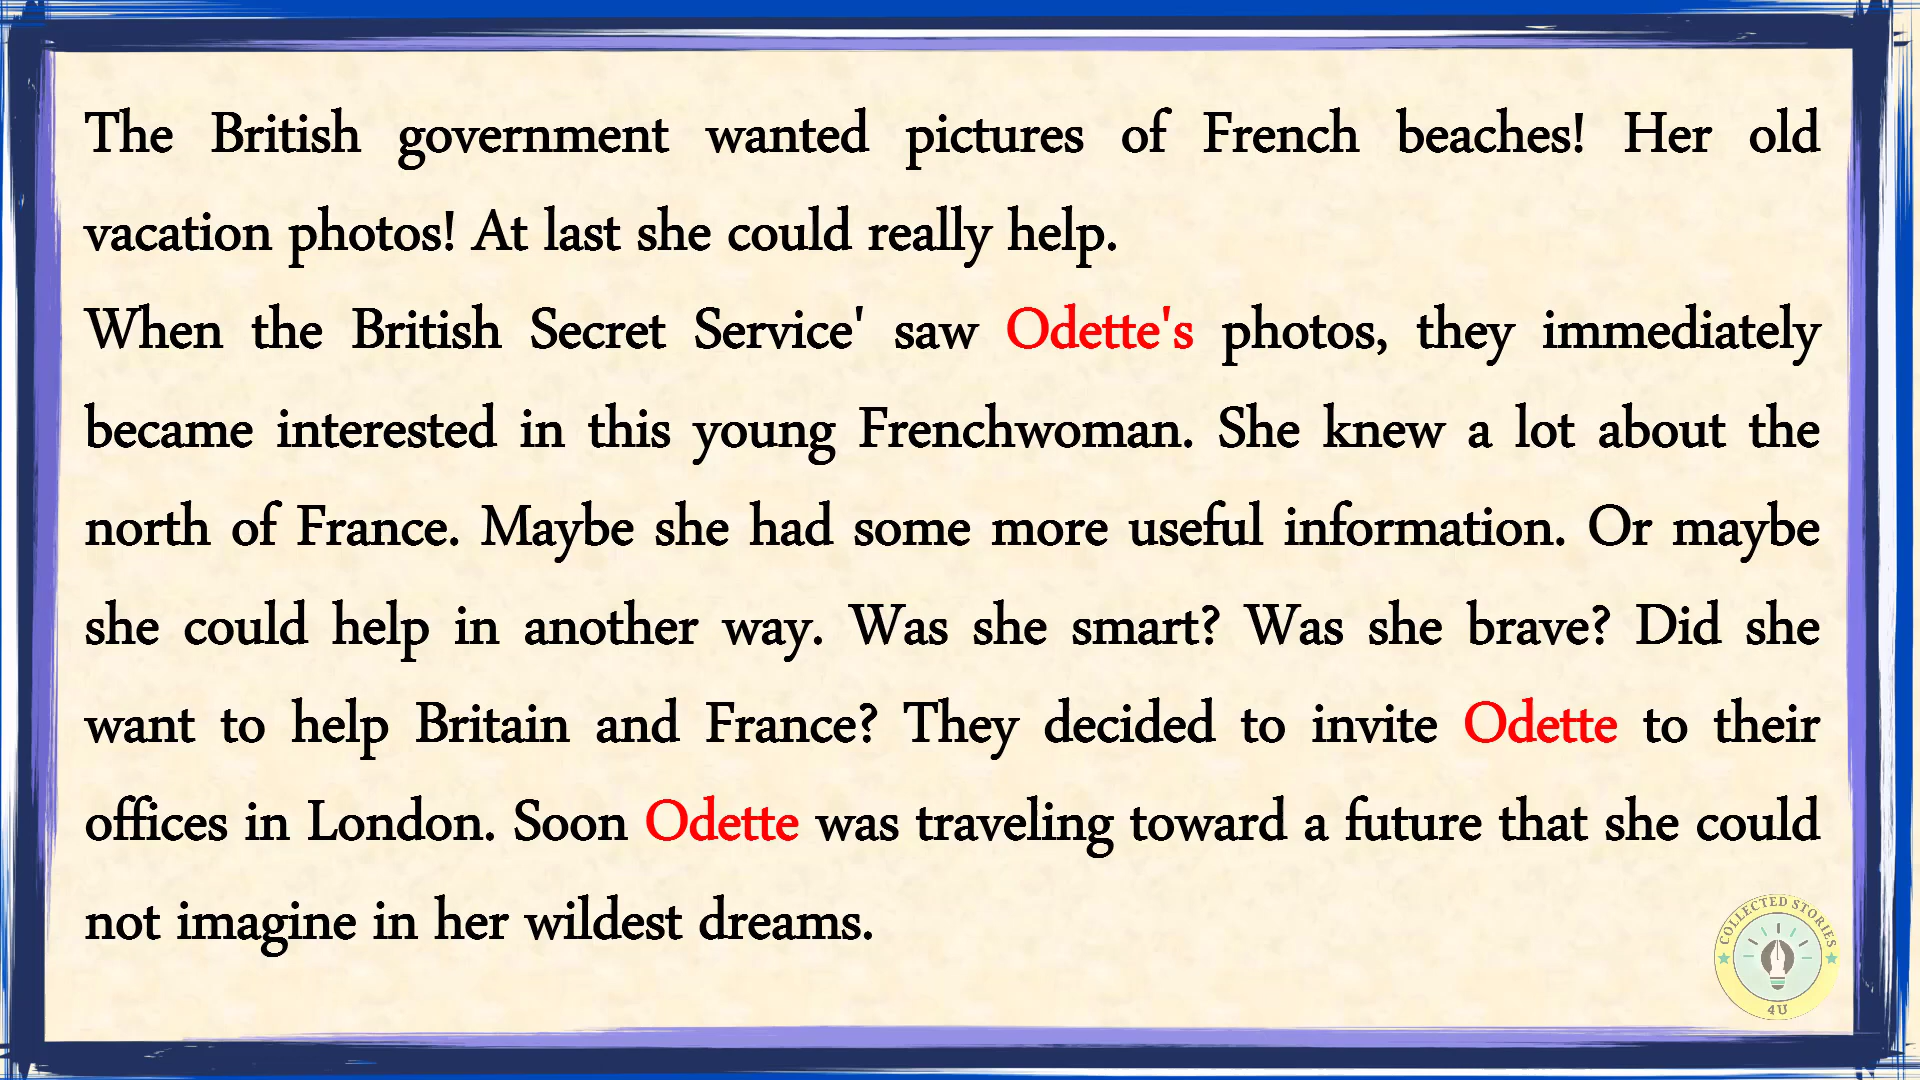 The British government wanted pictures of French beaches! Her old
vacation photos! At last she could really help.
When the British Secret Service' saw Odette's photos, they immediately
became interested in this young Frenchwoman. She knew a lot about the
north of France. Maybe she had some more useful information. Or maybe
she could help in another way. Was she smart? Was she brave? Did she
want to help Britain and France? They decided to invite Odette to their
offices in London. Soon Odette was traveling toward a future that she could
not imagine in her wildest dreams.
COLLECTED STORIES
4U